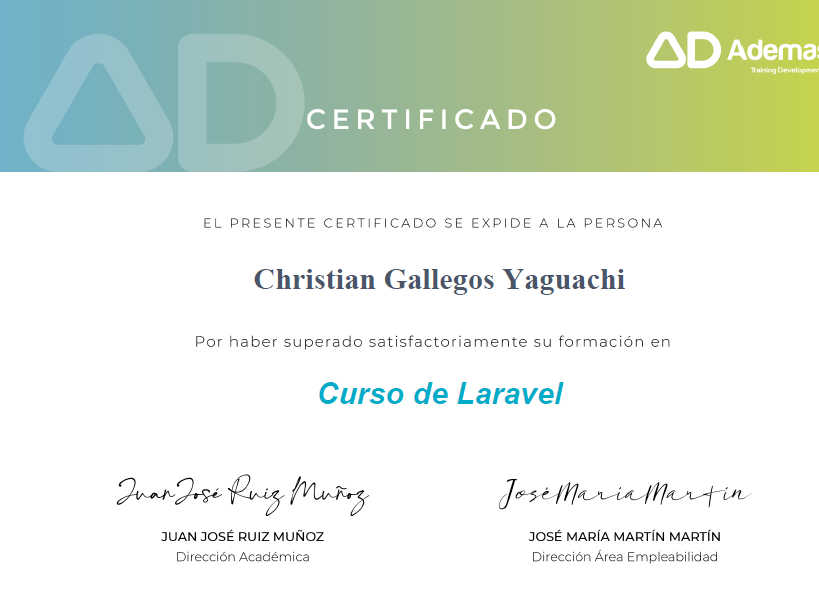 AD Ademas
Training Development
CERTIFICADO
EL PRESENTE CERTIFICADO SE EXPIDE A LA PERSONA
Christian Gallegos Yaguachi
Por haber superado satisfactoriamente su formación en
Curso de Laravel
Juan José Ruiz Muñoz
José María Martín
JUAN JOSÉ RUIZ MUÑOZ
JOSÉ MARÍA MARTÍN MARTÍN
Dirección Académica
Dirección Área Empleabilidad